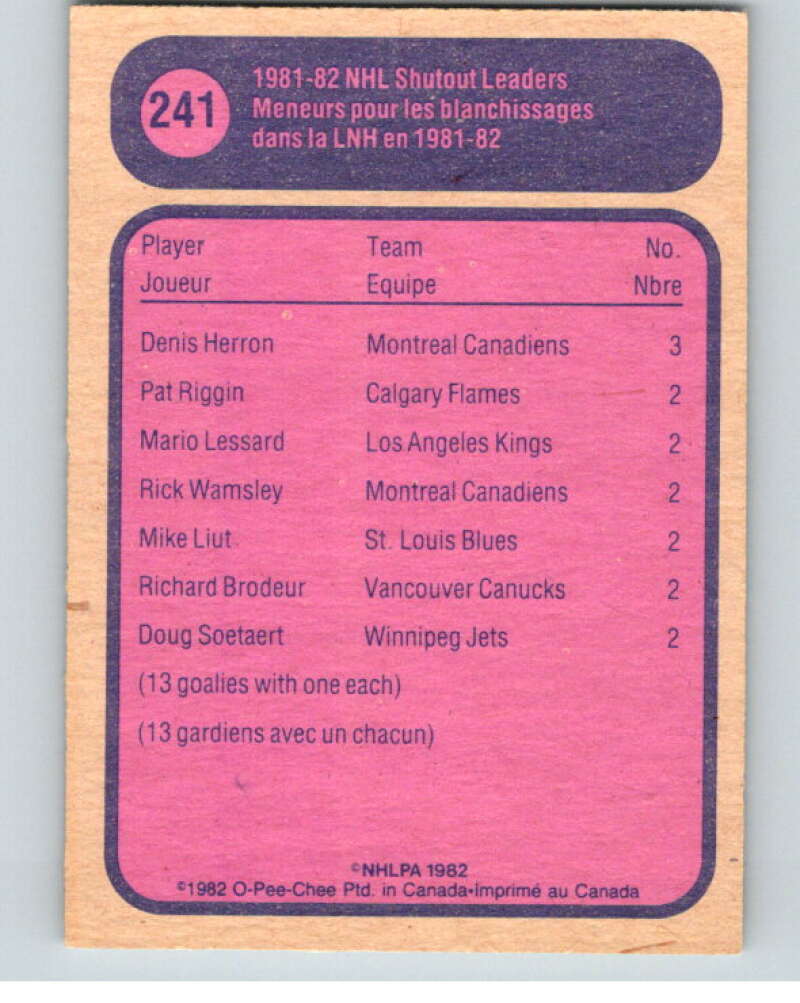 241
1981-82 NHL Shutout Leaders
Meneurs pour les blanchissages
dans la LNH en 1981-82
Player Team No.
Joueur Equipe Nbre
Denis Herron Montreal Canadiens 3
Pat Riggin Calgary Flames 2
Mario Lessard Los Angeles Kings 2
Rick Wamsley Montreal Canadiens 2
Mike Liut St. Louis Blues 2
Richard Brodeur Vancouver Canucks 2
Doug Soetaert Winnipeg Jets 2
(13 goalies with one each)
(13 gardiens avec un chacun)
©NHLPA 1982
©1982 O-Pee-Chee Ptd. in Canada•Imprimé au Canada